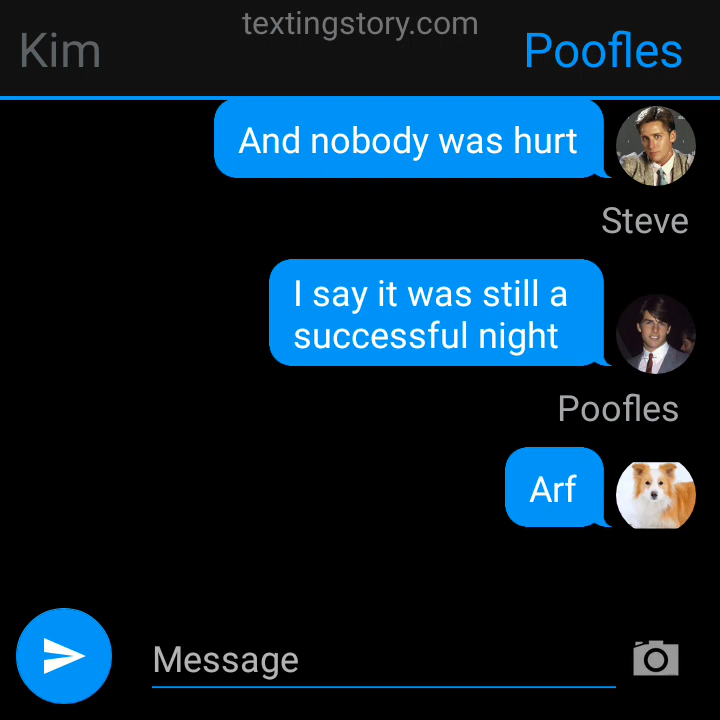 textingstory.com
Kim
Poofles
And nobody was hurt
Steve
I say it was still a
successful night
Poofles
Arf
Message